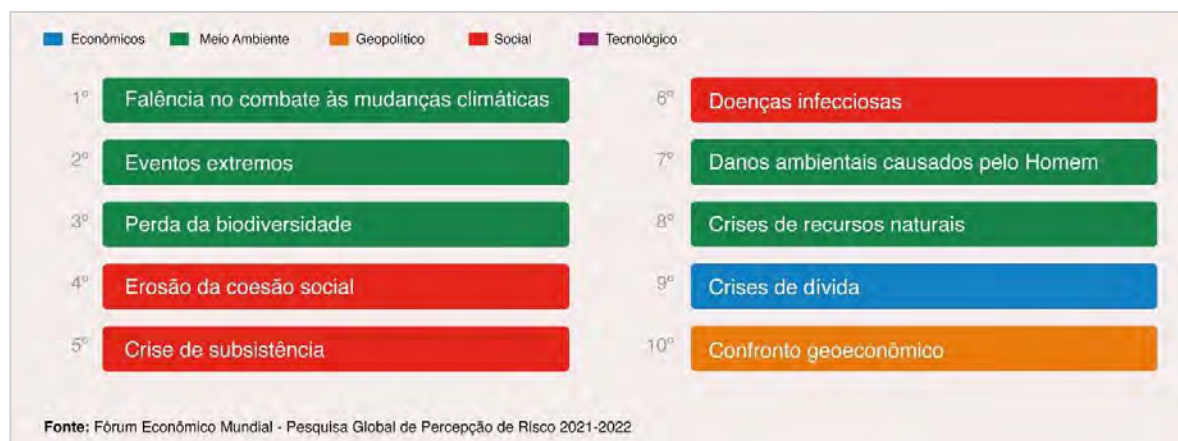 Econômicos Meio Ambiente Geopolítico Social Tecnológico
1º Falência no combate às mudanças climáticas
2º Eventos extremos
3º Perda da biodiversidade
4º Erosão da coesão social
5º Crise de subsistência
6º Doenças infecciosas
7º Danos ambientais causados pelo Homem
8º Crises de recursos naturais
9º Crises de dívida
10º Confronto geoeconômico
Fonte: Fórum Econômico Mundial - Pesquisa Global de Percepção de Risco 2021-2022